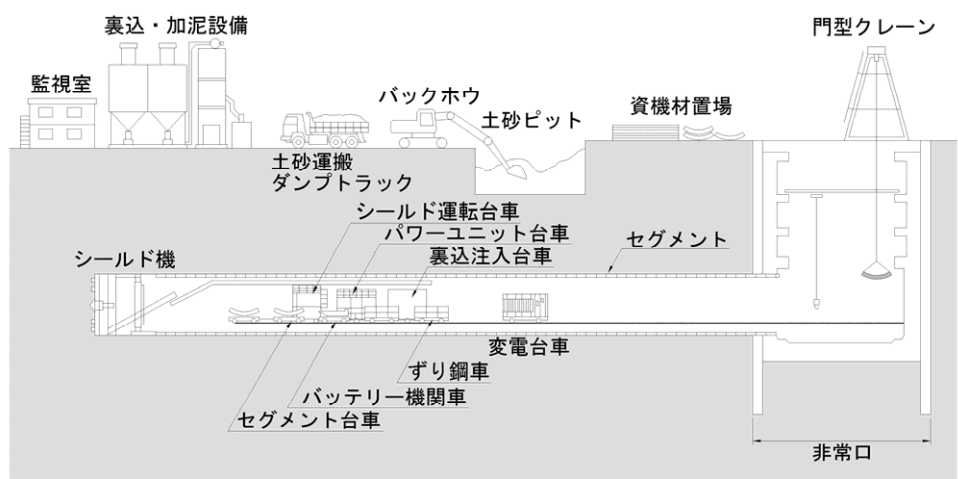 裏込・加泥設備
門型クレーン
監視室
バックホウ
土砂ピット
資機材置場
土砂運搬
ダンプトラック
シールド運転台車
パワーユニット台車
裏込注入台車
セグメント
シールド機
変電台車
ずり鋼車
バッテリー機関車
セグメント台車
非常口